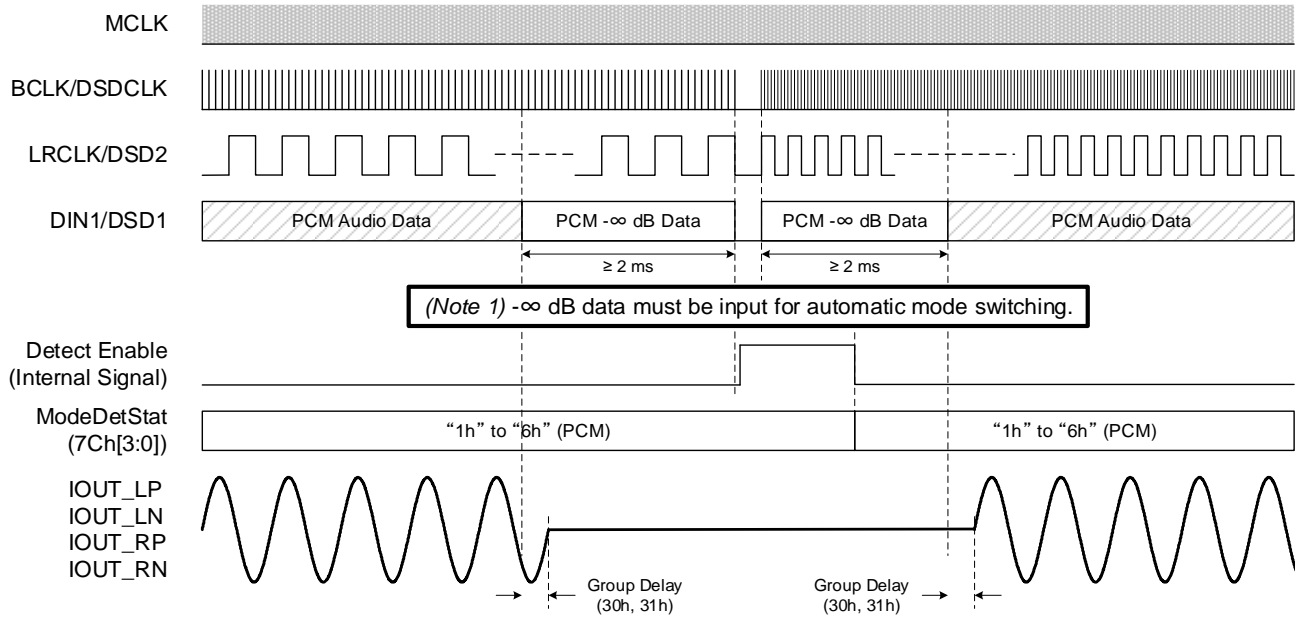 MCLK
BCLK/DSDCLK
LRCLK/DSD2
DIN1/DSD1
PCM Audio Data
PCM -∞ dB Data
PCM -∞ dB Data
PCM Audio Data
≥ 2 ms
≥ 2 ms
(Note 1) -∞ dB data must be input for automatic mode switching.
Detect Enable
(Internal Signal)
ModeDetStat
(7Ch[3:0])
“1h” to “6h” (PCM)
“1h” to “6h” (PCM)
IOUT_LP
IOUT_LN
IOUT_RP
IOUT_RN
Group Delay
(30h, 31h)
Group Delay
(30h, 31h)